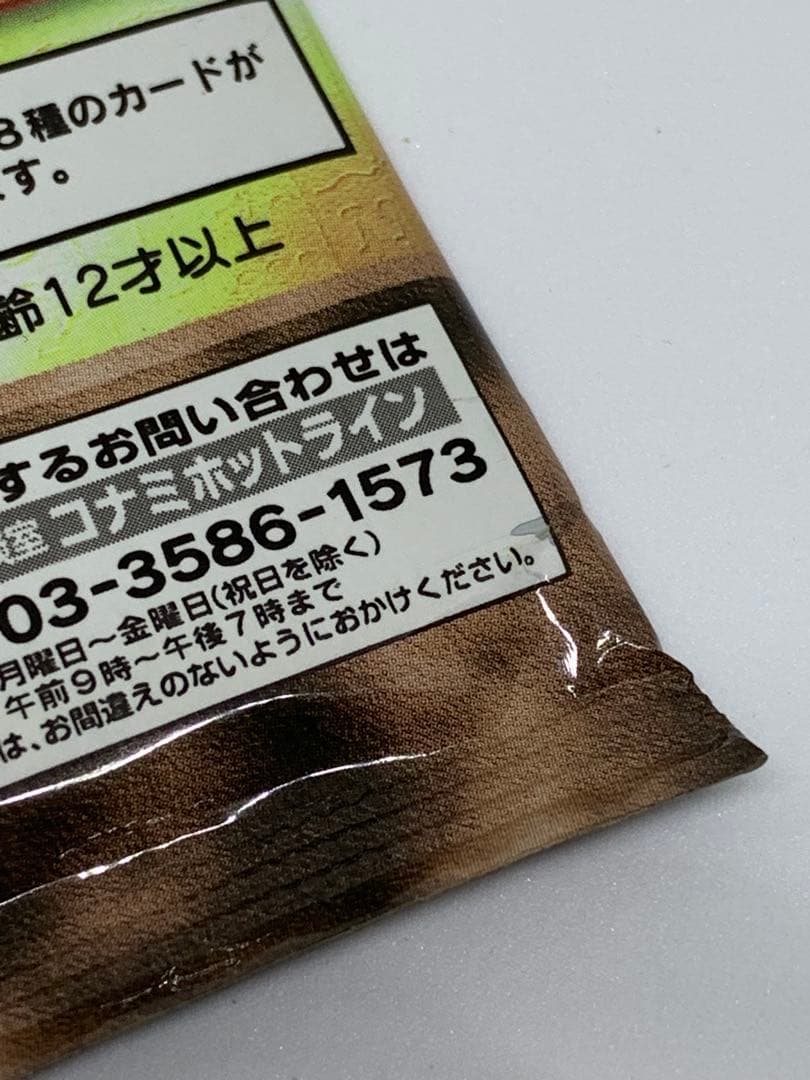 8種のカードが
す。
齢12才以上
するお問い合わせは
コナミホットライン
03-3586-1573
月曜日～金曜日(祝日を除く)
午前9時～午後7時まで
は、お間違えのないようにおかけください。